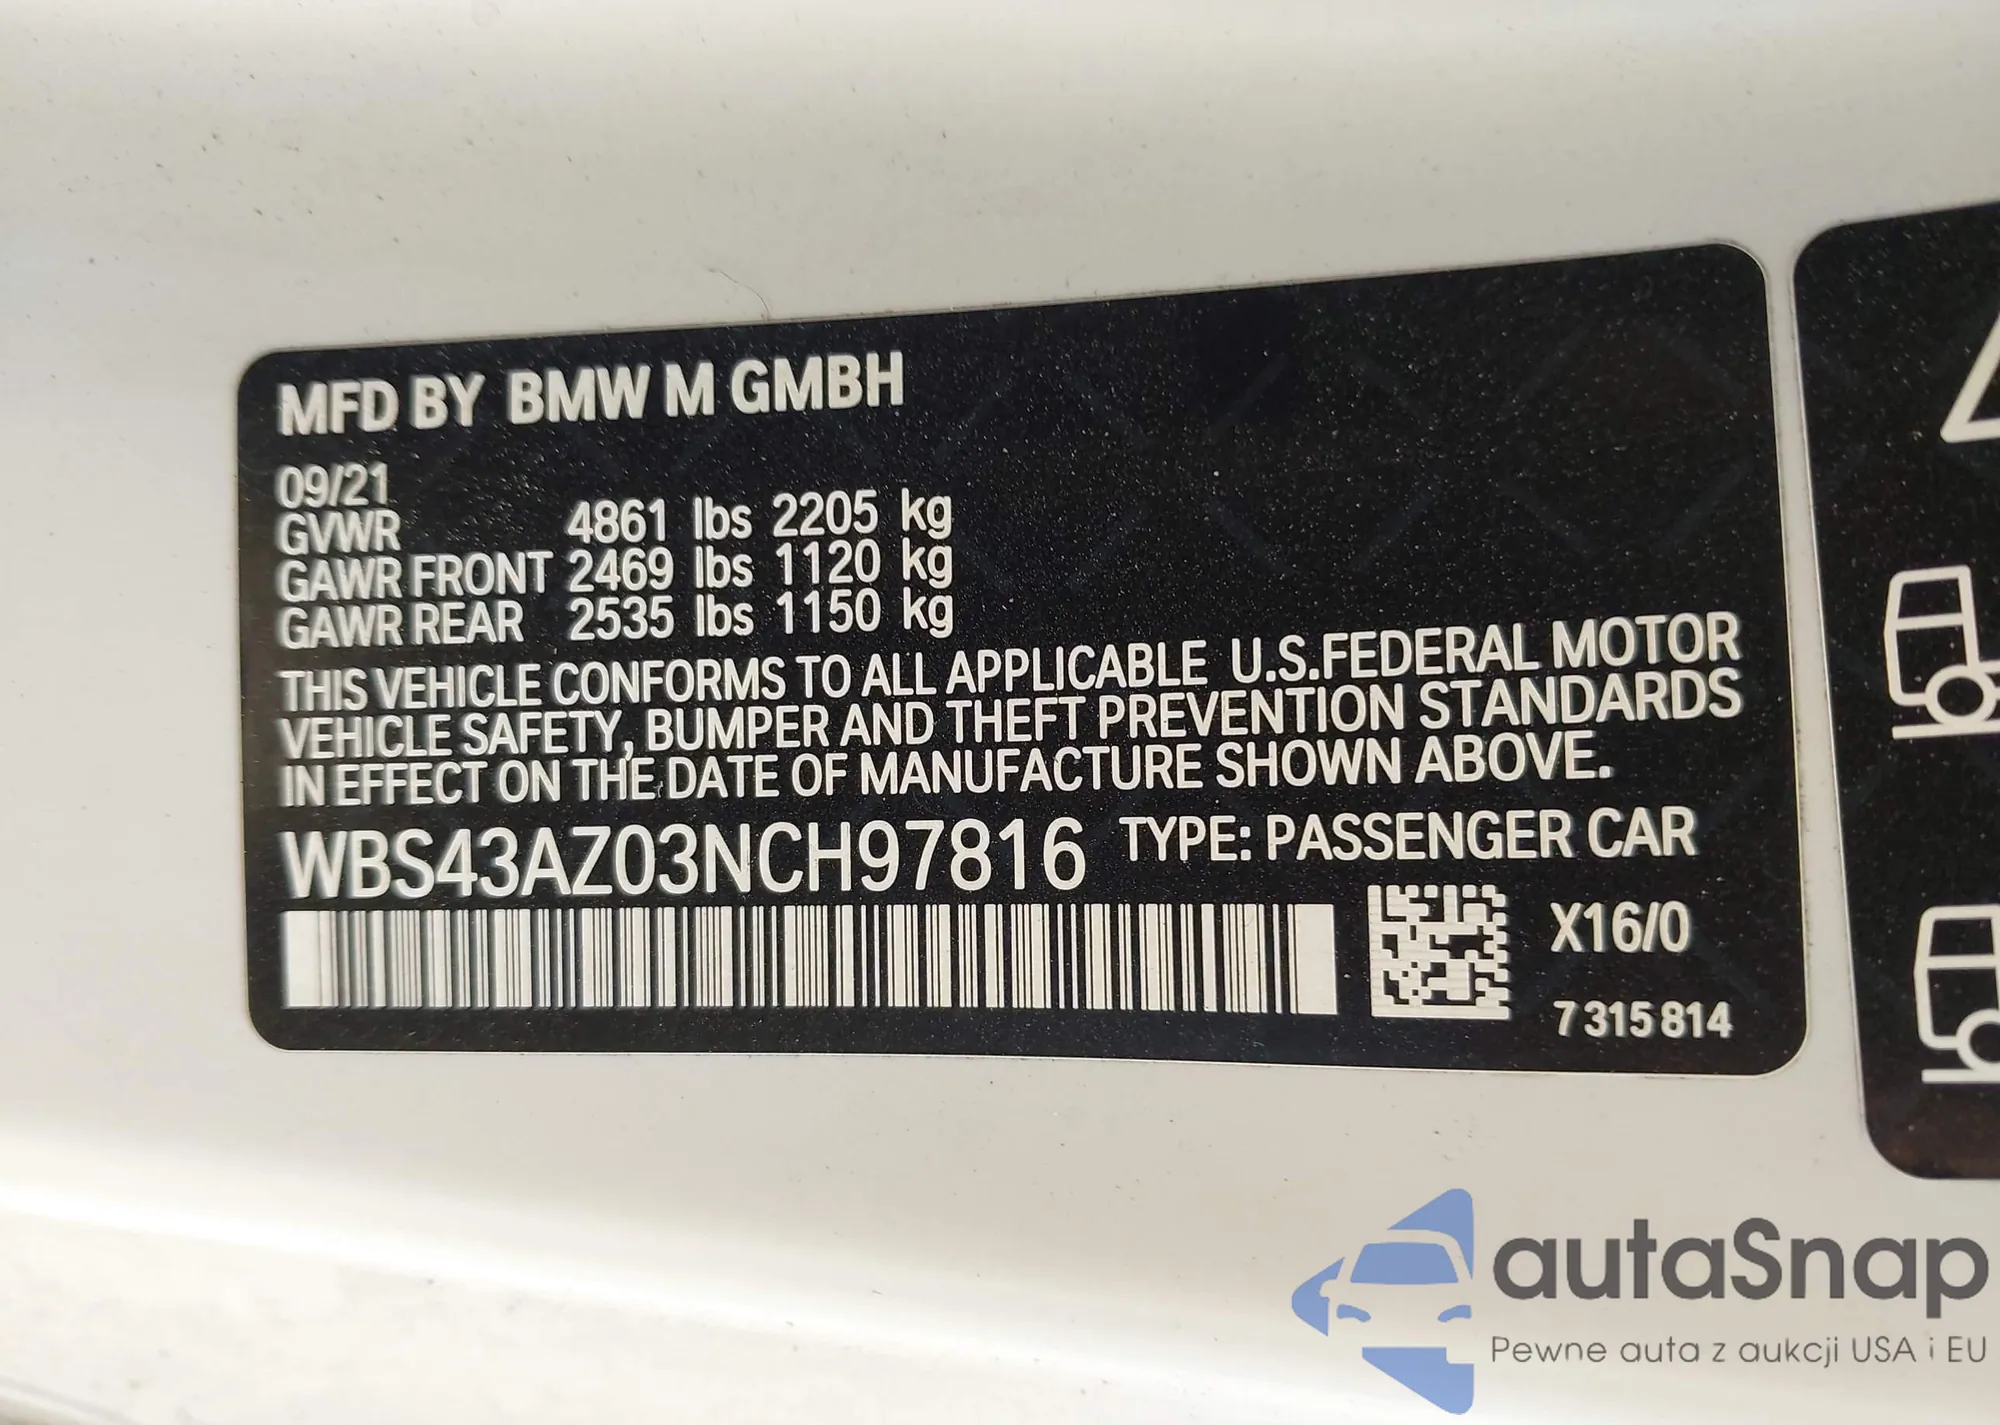 MFD BY BMW M GMBH
09/21
GVWR 4861 lbs 2205 kg
GAWR FRONT 2469 lbs 1120 kg
GAWR REAR 2535 lbs 1150 kg
THIS VEHICLE CONFORMS TO ALL APPLICABLE U.S.FEDERAL MOTOR
VEHICLE SAFETY, BUMPER AND THEFT PREVENTION STANDARDS
IN EFFECT ON THE DATE OF MANUFACTURE SHOWN ABOVE.
WBS43AZ03NCH97816 TYPE: PASSENGER CAR
X16/0
7 315 814
autaSnap
Pewne auta z aukcji USA i EU